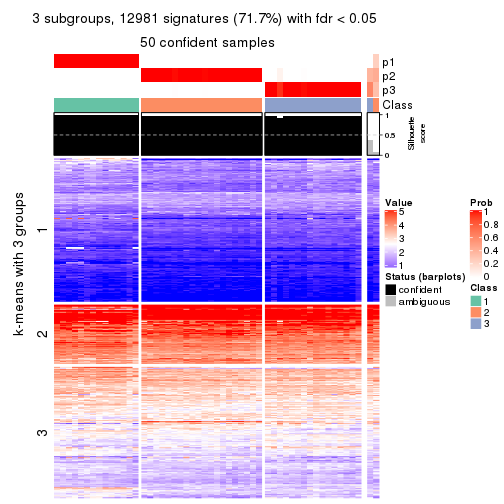 3 subgroups, 12981 signatures (71.7%) with fdr < 0.05
50 confident samples
p1
p2
p3
Class
1
0.5
0
Silhouette
score
k-means with 3 groups
1
2
3
Value
5
4
3
2
1
Status (barplots)
confident
ambiguous
Prob
1
0.8
0.6
0.4
0.2
0
Class
1
2
3